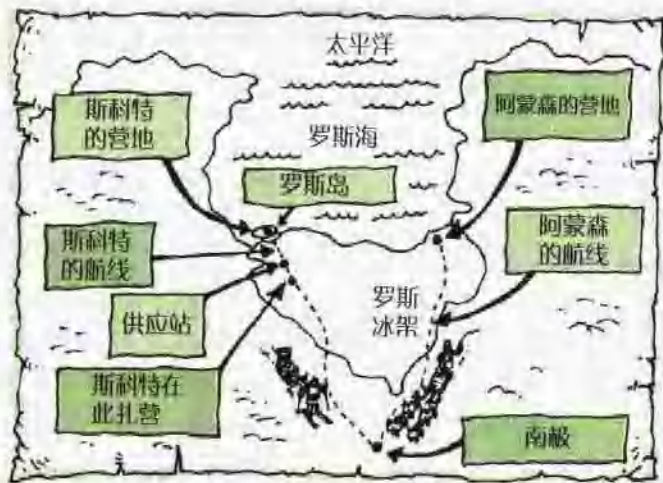 太平洋
斯科特
的营地
阿蒙森的营地
罗斯海
罗斯岛
斯科特
的航线
阿蒙森
的航线
供应站
罗斯
冰架
斯科特在
此扎营
南极